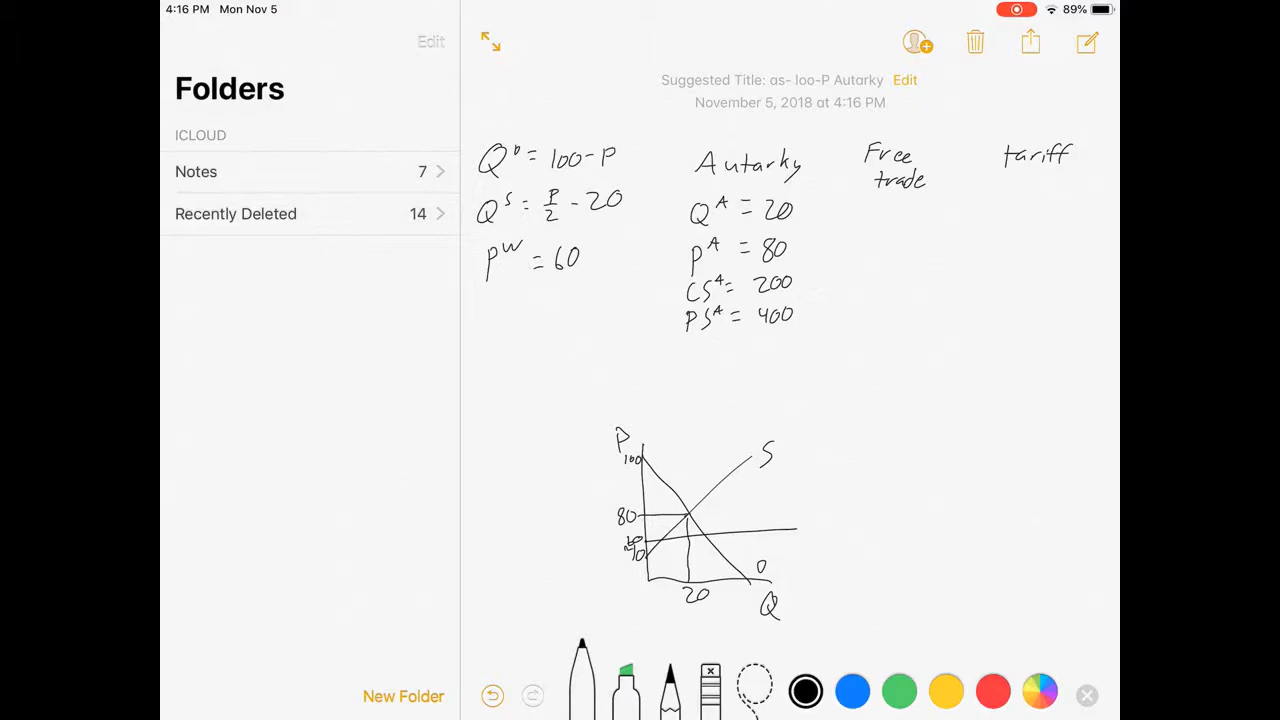 4:16 PM Mon Nov 5
89%
Edit
Folders
ICLOUD
Notes 7
Recently Deleted 14
New Folder
Suggested Title: as- loo-P Autarky Edit
November 5, 2018 at 4:16 PM
Q^D = 100-P
Q^S = P/2 - 20
P^W = 60
Autarky
Q^A = 20
P^A = 80
CS^A = 200
PS^A = 400
Free
trade
tariff
P
100
S
80
60
40
D
20
Q